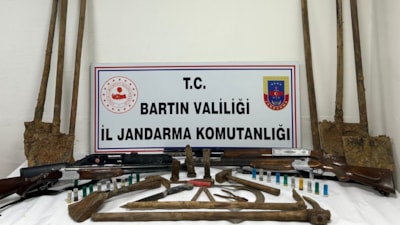 T.C.
BARTIN VALİLİĞİ
İL JANDARMA KOMUTANLIĞI